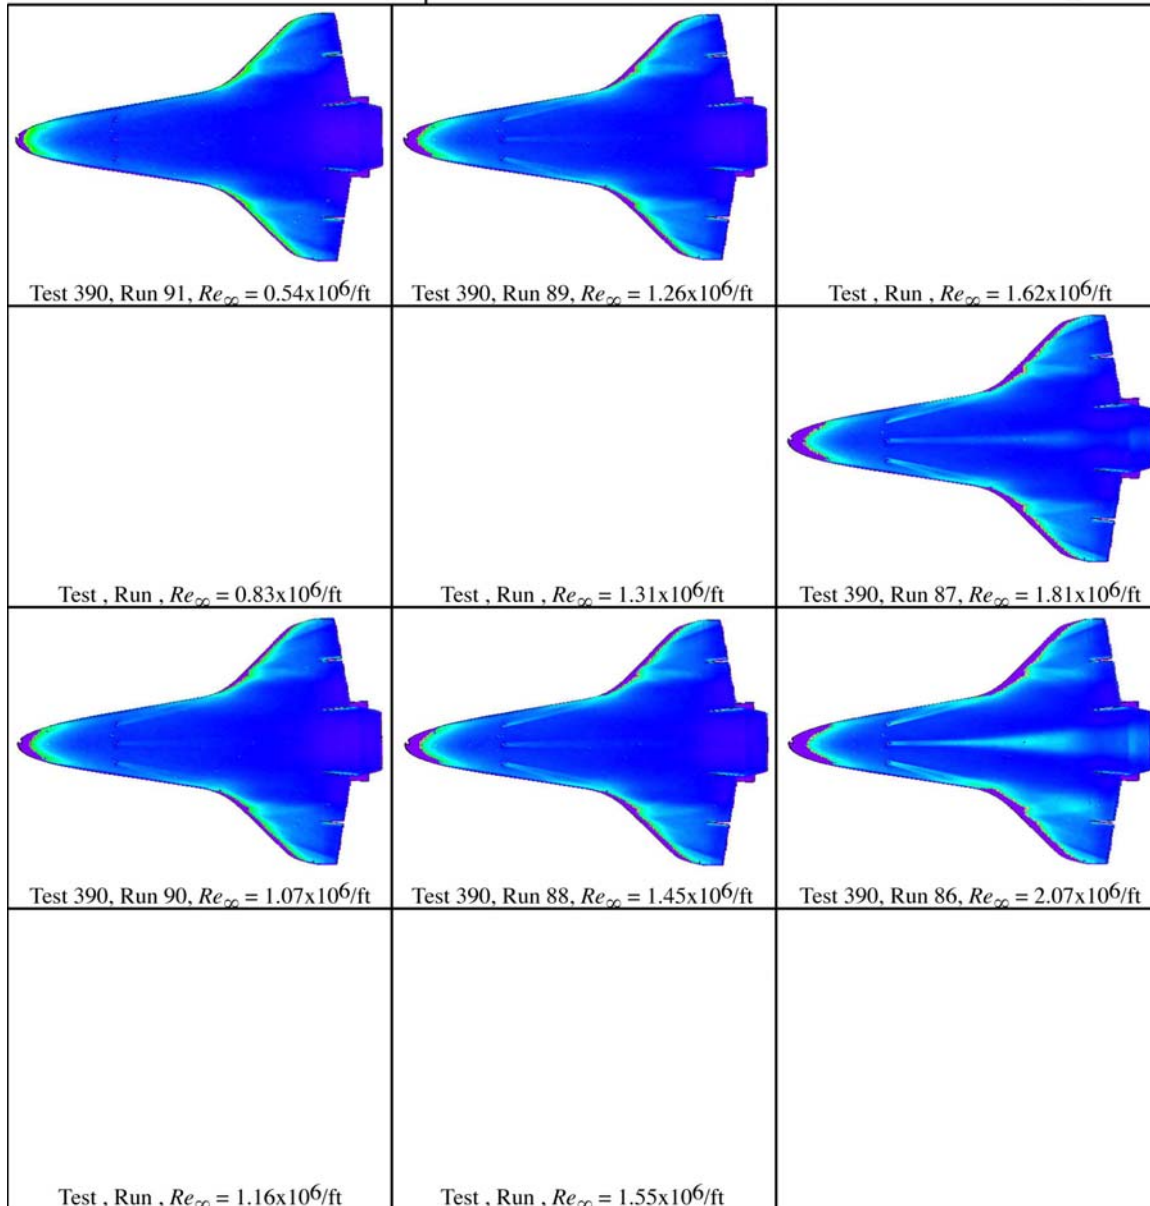 Test 390, Run 91, Re∞ = 0.54x10⁶/ft
Test 390, Run 89, Re∞ = 1.26x10⁶/ft
Test , Run , Re∞ = 1.62x10⁶/ft
Test , Run , Re∞ = 0.83x10⁶/ft
Test , Run , Re∞ = 1.31x10⁶/ft
Test 390, Run 87, Re∞ = 1.81x10⁶/ft
Test 390, Run 90, Re∞ = 1.07x10⁶/ft
Test 390, Run 88, Re∞ = 1.45x10⁶/ft
Test 390, Run 86, Re∞ = 2.07x10⁶/ft
Test , Run , Re∞ = 1.16x10⁶/ft
Test , Run , Re∞ = 1.55x10⁶/ft